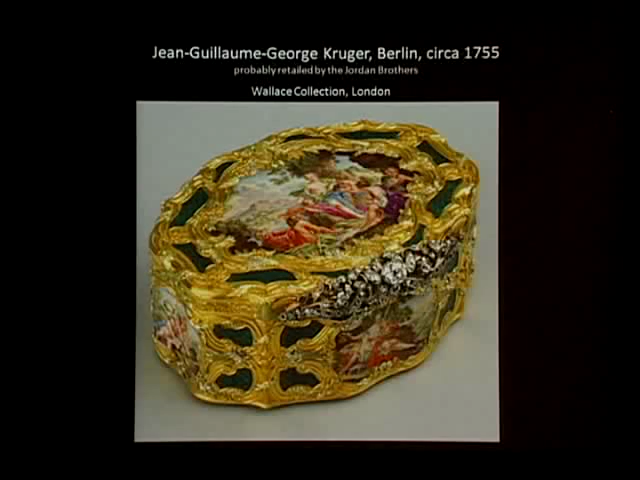 Jean-Guillaume-George Kruger, Berlin, circa 1755
probably retailed by the Jordan Brothers
Wallace Collection, London